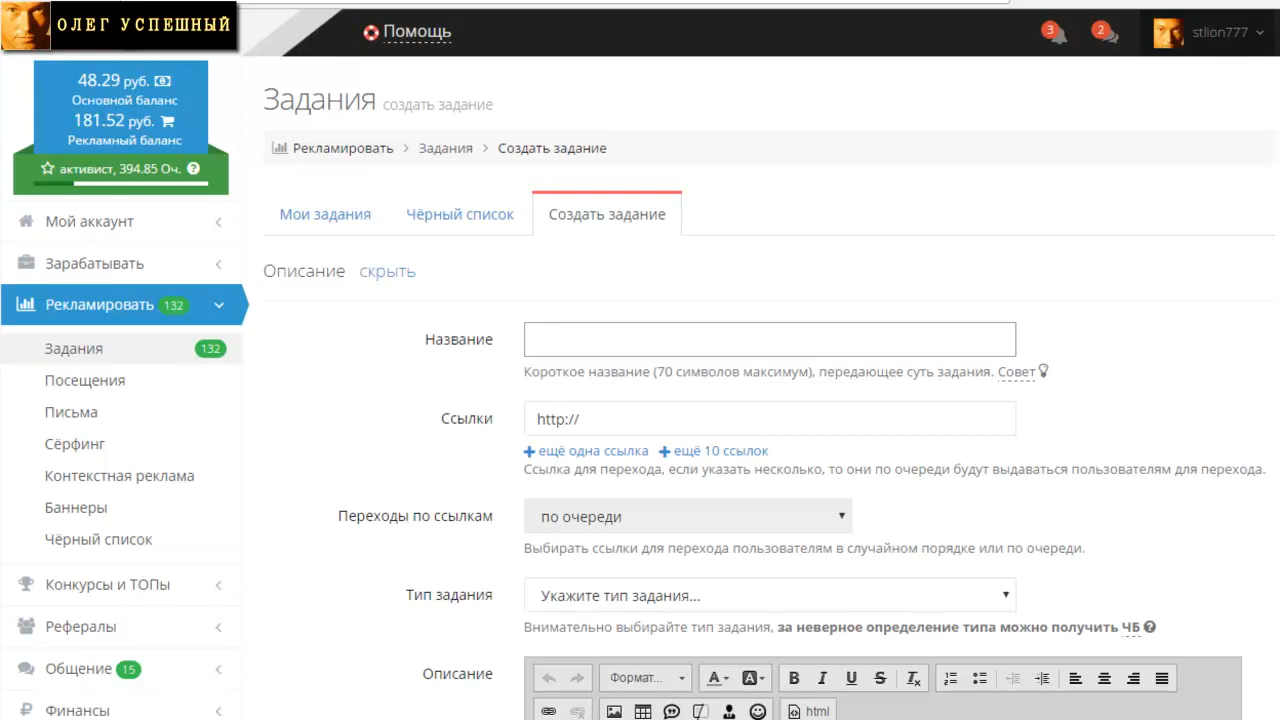 ОЛЕГ УСПЕШНЫЙ
Помощь
3
2
stlion777
48.29 руб.
Основной баланс
181.52 руб.
Рекламный баланс
активист, 394.85 Оч.
Мой аккаунт
Зарабатывать
Рекламировать 132
Задания 132
Посещения
Письма
Сёрфинг
Контекстная реклама
Баннеры
Чёрный список
Конкурсы и ТОПы
Рефералы
Общение 15
Финансы
Задания создать задание
Рекламировать > Задания > Создать задание
Мои задания Чёрный список Создать задание
Описание скрыть
Название
Короткое название (70 символов максимум), передающее суть задания. Совет
Ссылки http://
+ ещё одна ссылка + ещё 10 ссылок
Ссылка для перехода, если указать несколько, то они по очереди будут выдаваться пользователям для перехода.
Переходы по ссылкам по очереди
Выбирать ссылки для перехода пользователям в случайном порядке или по очереди.
Тип задания Укажите тип задания...
Внимательно выбирайте тип задания, за неверное определение типа можно получить ЧБ
Описание Формат... A A B I U S Tx
html